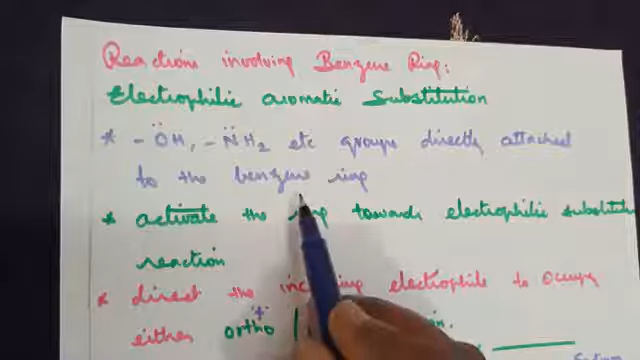 Reactions involving Benzene Ring:
Electrophilic aromatic Substitution
* -ÖH, -N̈H2 etc groups directly attached
to the benzene ring
* activate the ring towards electrophilic substituti
reaction
* direct the incoming electrophile to occupy
either ortho